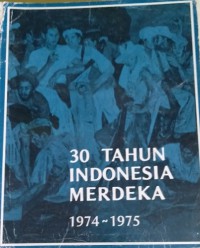 30 TAHUN
INDONESIA
MERDEKA
1974~1975